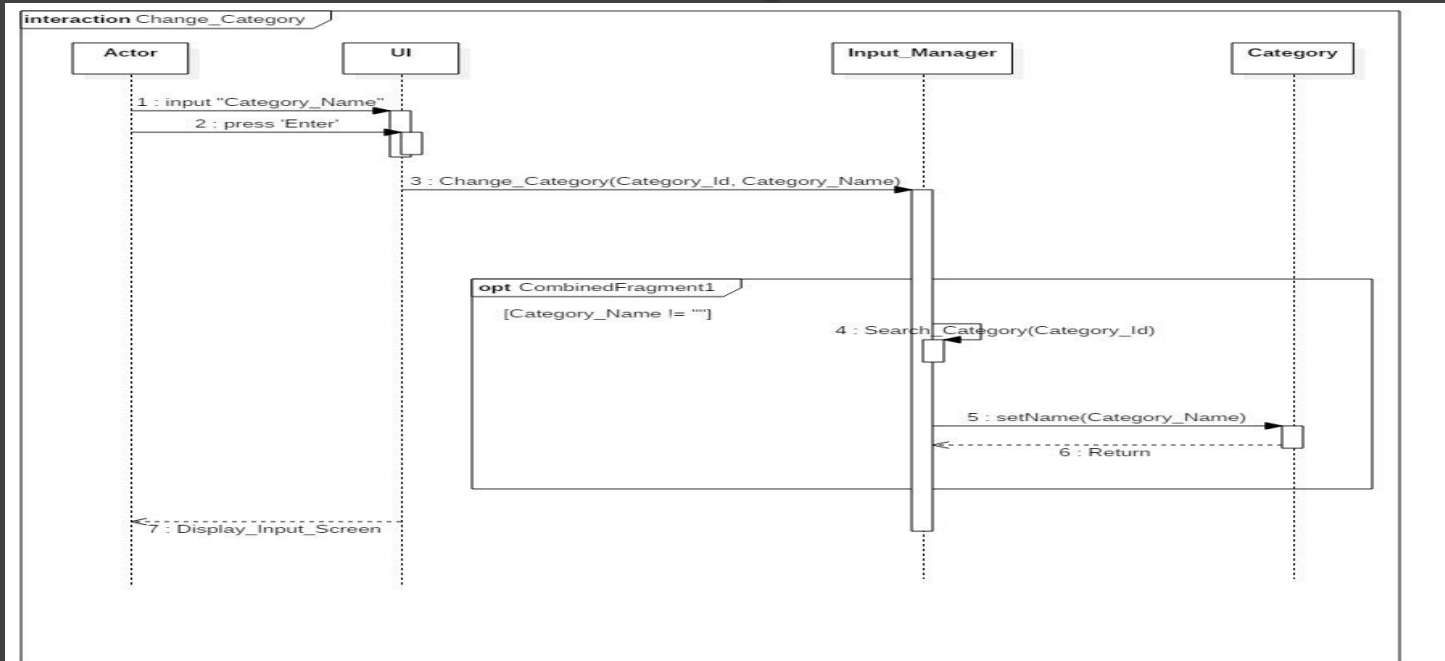 interaction Change_Category
Actor
UI
Input_Manager
Category
1 : input "Category_Name"
2 : press 'Enter'
3 : Change_Category(Category_Id, Category_Name)
opt CombinedFragment1
[Category_Name != ""]
4 : Search_Category(Category_Id)
5 : setName(Category_Name)
6 : Return
7 : Display_Input_Screen